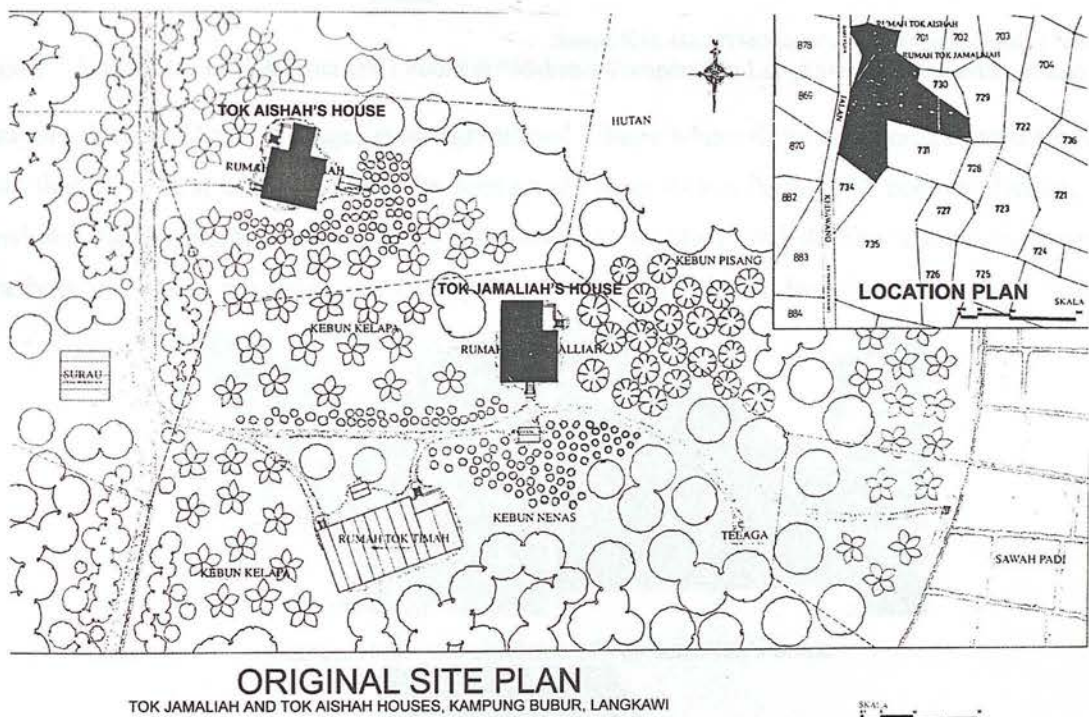 TOK AISHAH'S HOUSE
HUTAN
KEBUN PISANG
TOK JAMALIAH'S HOUSE
KEBUN KELAPA
SURAU
KEBUN NENAS
RUMAH TOK TIMAH
KEBUN KELAPA
TELAGA
SAWAH PADI
RUMAH TOK AISHAH
RUMAH TOK JAMALIAH
878
701
702
703
704
869
730
729
722
736
870
731
728
882
734
721
727
723
883
735
724
726
725
884
JALAN
LOCATION PLAN
SKALA
ORIGINAL SITE PLAN
TOK JAMALIAH AND TOK AISHAH HOUSES, KAMPUNG BUBUR, LANGKAWI
SKALA